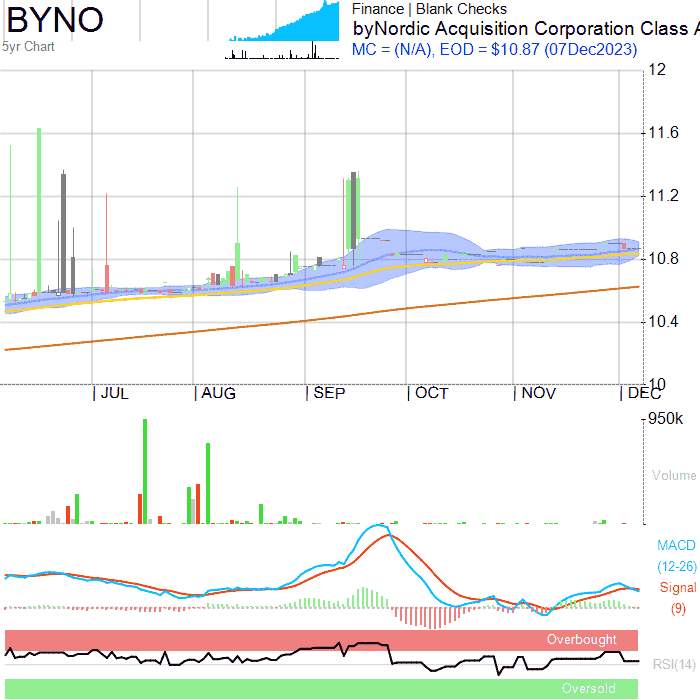 BYNO
5yr Chart
Finance | Blank Checks
byNordic Acquisition Corporation Class A
MC = (N/A), EOD = $10.87 (07Dec2023)
12
11.6
11.2
10.8
10.4
10
JUL AUG SEP OCT NOV DEC
950k
Volume
MACD
(12-26)
Signal
(9)
Overbought
RSI(14)
Oversold